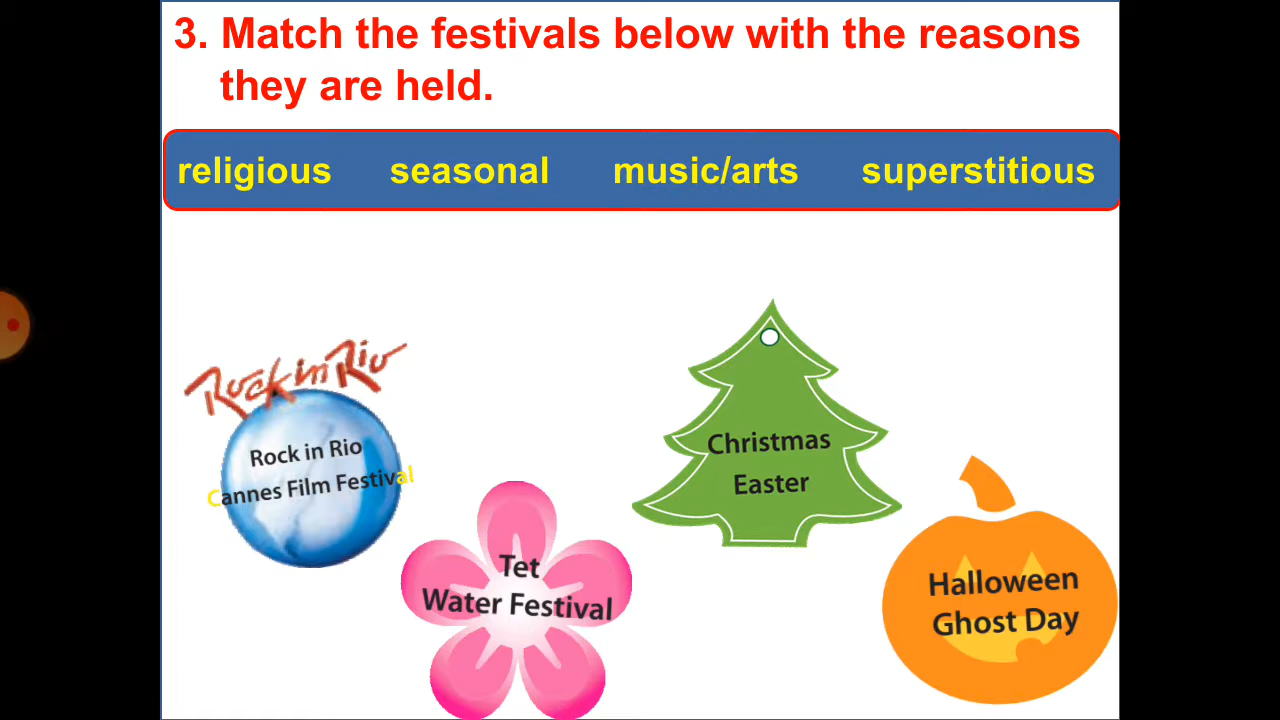 3. Match the festivals below with the reasons
they are held.
religious seasonal music/arts superstitious
Rock in Rio
Rock in Rio
Cannes Film Festival
Tet
Water Festival
Christmas
Easter
Halloween
Ghost Day